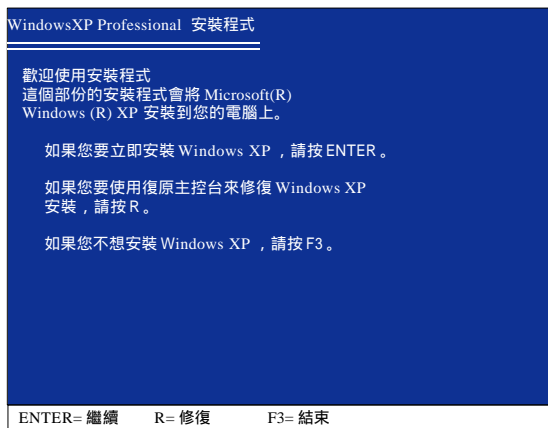 WindowsXP Professional 安裝程式
歡迎使用安裝程式
這個部份的安裝程式會將 Microsoft(R)
Windows (R) XP 安裝到您的電腦上。
如果您要立即安裝 Windows XP ，請按 ENTER 。
如果您要使用復原主控台來修復 Windows XP
安裝，請按 R 。
如果您不想安裝 Windows XP ，請按 F3 。
ENTER= 繼續 R= 修復 F3= 結束